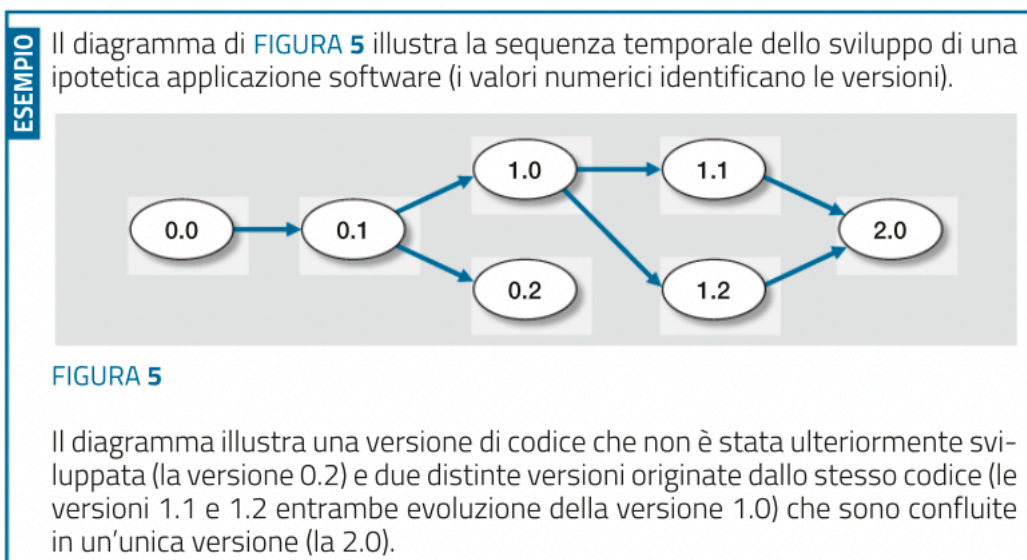 ESEMPIO
Il diagramma di FIGURA 5 illustra la sequenza temporale dello sviluppo di una
ipotetica applicazione software (i valori numerici identificano le versioni).
1.0
1.1
0.0
0.1
2.0
0.2
1.2
FIGURA 5
Il diagramma illustra una versione di codice che non è stata ulteriormente svi-
luppata (la versione 0.2) e due distinte versioni originate dallo stesso codice (le
versioni 1.1 e 1.2 entrambe evoluzione della versione 1.0) che sono confluite
in un’unica versione (la 2.0).